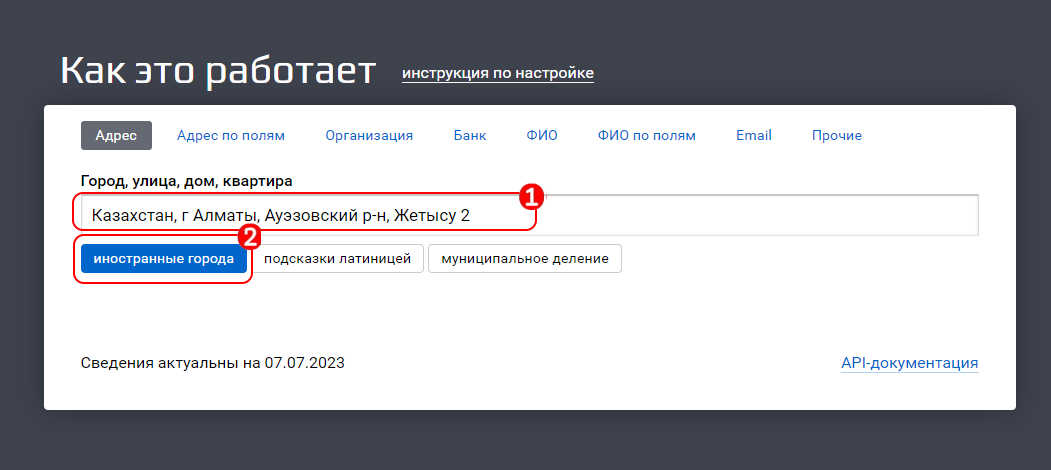 Как это работает инструкция по настройке
Адрес Адрес по полям Организация Банк ФИО ФИО по полям Email Прочие
Город, улица, дом, квартира
1
Казахстан, г Алматы, Ауэзовский р-н, Жетысу 2
2
иностранные города подсказки латиницей муниципальное деление
Сведения актуальны на 07.07.2023 API-документация